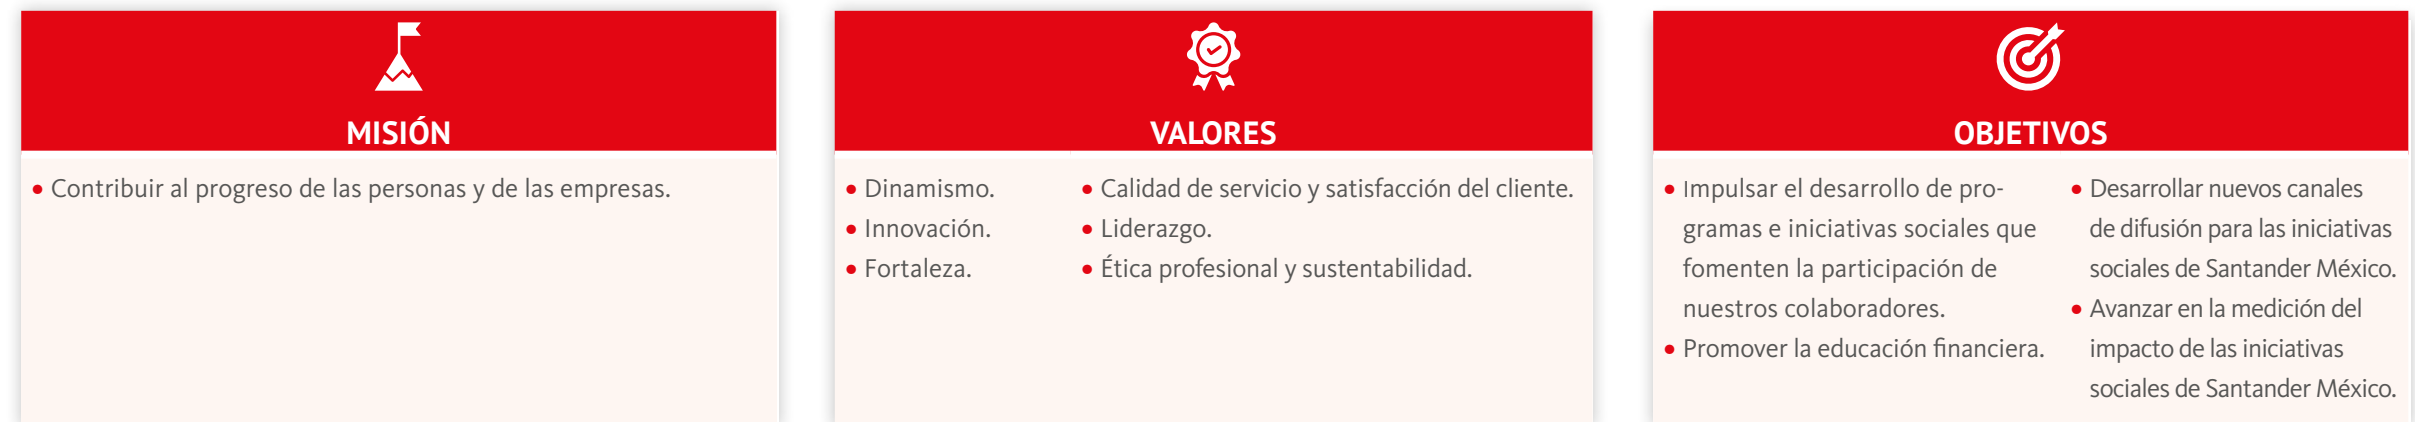 MISIÓN
• Contribuir al progreso de las personas y de las empresas.
VALORES
• Dinamismo.
• Innovación.
• Fortaleza.
• Calidad de servicio y satisfacción del cliente.
• Liderazgo.
• Ética profesional y sustentabilidad.
OBJETIVOS
• Impulsar el desarrollo de pro-
gramas e iniciativas sociales que
fomenten la participación de
nuestros colaboradores.
• Promover la educación financiera.
• Desarrollar nuevos canales
de difusión para las iniciativas
sociales de Santander México.
• Avanzar en la medición del
impacto de las iniciativas
sociales de Santander México.